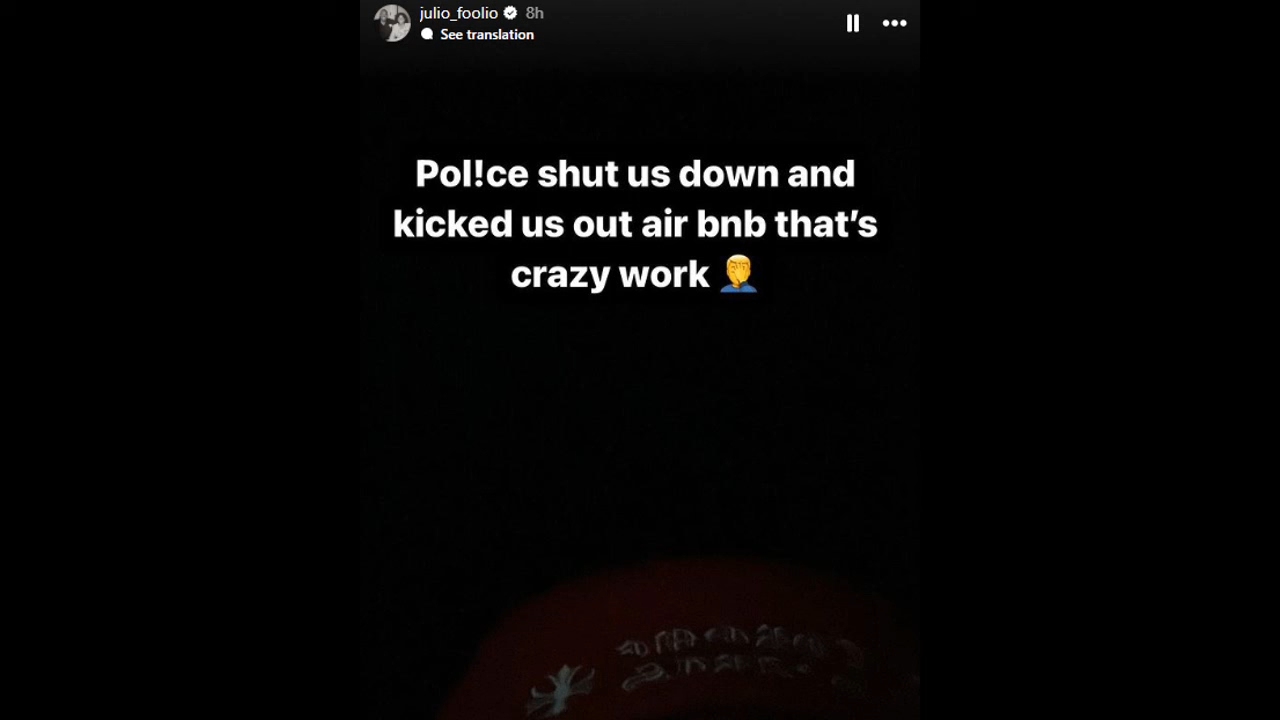 julio_foolio 8h
See translation
Pol!ce shut us down and
kicked us out air bnb that’s
crazy work 🤦‍♂️